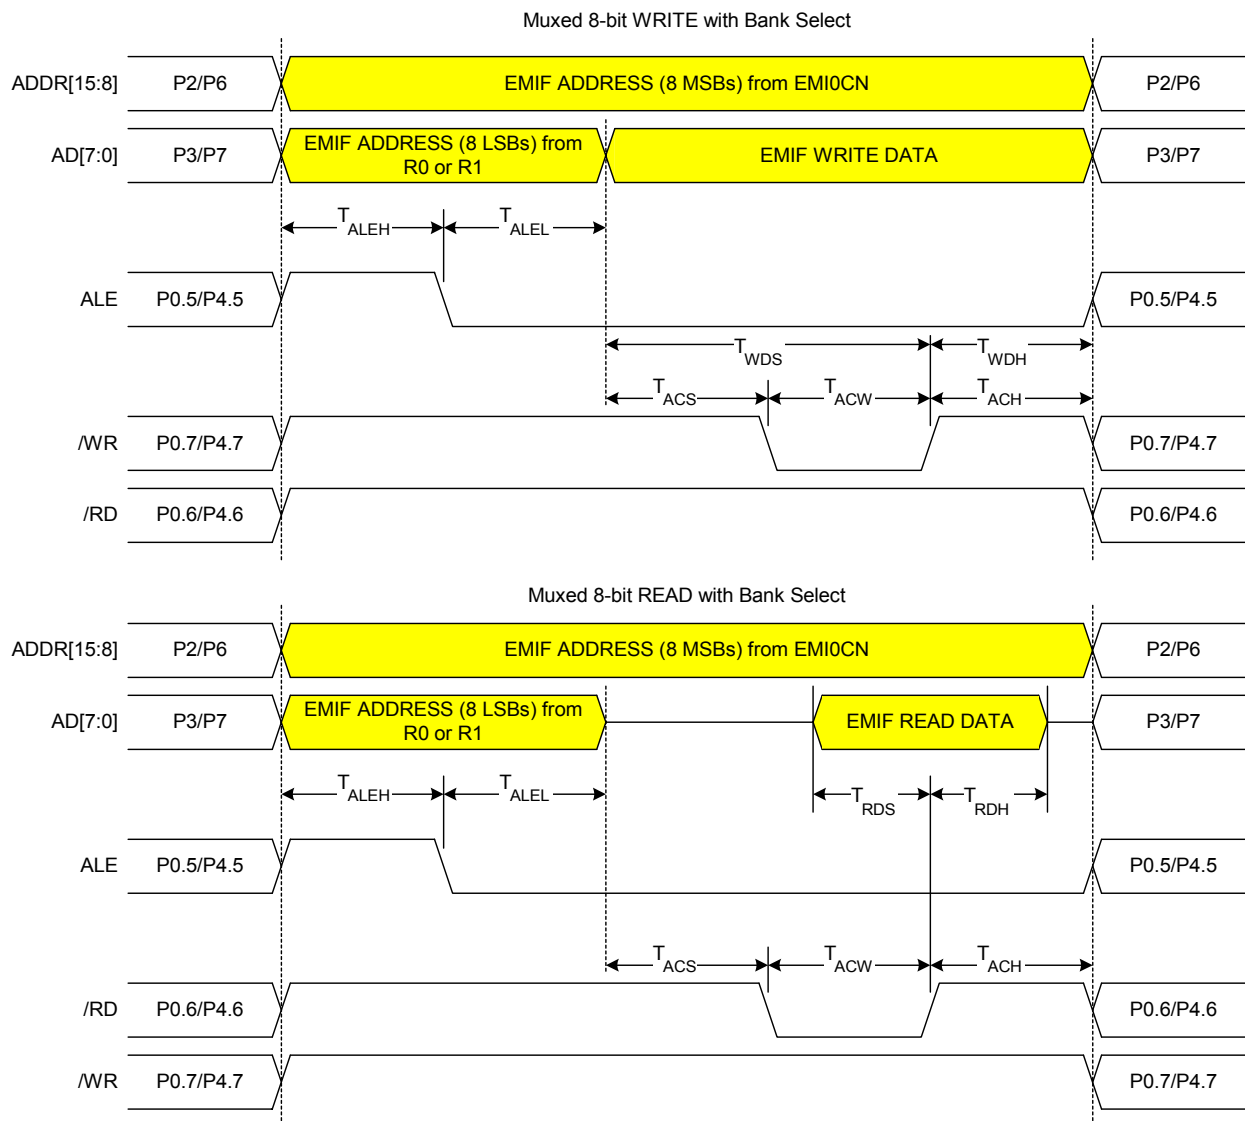 Muxed 8-bit WRITE with Bank Select
ADDR[15:8] P2/P6 EMIF ADDRESS (8 MSBs) from EMI0CN P2/P6
AD[7:0] P3/P7 EMIF ADDRESS (8 LSBs) from EMIF WRITE DATA P3/P7
R0 or R1
TALEH TALEL
ALE P0.5/P4.5 P0.5/P4.5
TWDS TWDH
TACS TACW TACH
/WR P0.7/P4.7 P0.7/P4.7
/RD P0.6/P4.6 P0.6/P4.6
Muxed 8-bit READ with Bank Select
ADDR[15:8] P2/P6 EMIF ADDRESS (8 MSBs) from EMI0CN P2/P6
AD[7:0] P3/P7 EMIF ADDRESS (8 LSBs) from EMIF READ DATA P3/P7
R0 or R1
TALEH TALEL TRDS TRDH
ALE P0.5/P4.5 P0.5/P4.5
TACS TACW TACH
/RD P0.6/P4.6 P0.6/P4.6
/WR P0.7/P4.7 P0.7/P4.7